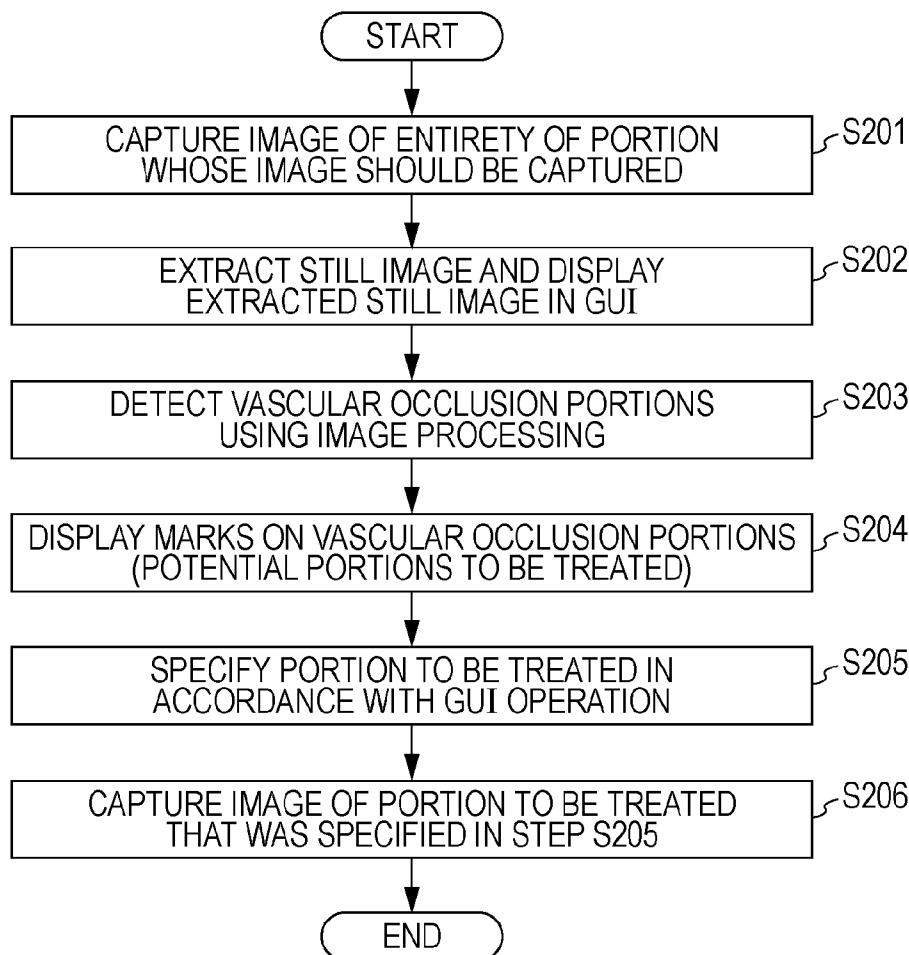 START
CAPTURE IMAGE OF ENTIRETY OF PORTION
WHOSE IMAGE SHOULD BE CAPTURED
S201
EXTRACT STILL IMAGE AND DISPLAY
EXTRACTED STILL IMAGE IN GUI
S202
DETECT VASCULAR OCCLUSION PORTIONS
USING IMAGE PROCESSING
S203
DISPLAY MARKS ON VASCULAR OCCLUSION PORTIONS
(POTENTIAL PORTIONS TO BE TREATED)
S204
SPECIFY PORTION TO BE TREATED IN
ACCORDANCE WITH GUI OPERATION
S205
CAPTURE IMAGE OF PORTION TO BE TREATED
THAT WAS SPECIFIED IN STEP S205
S206
END